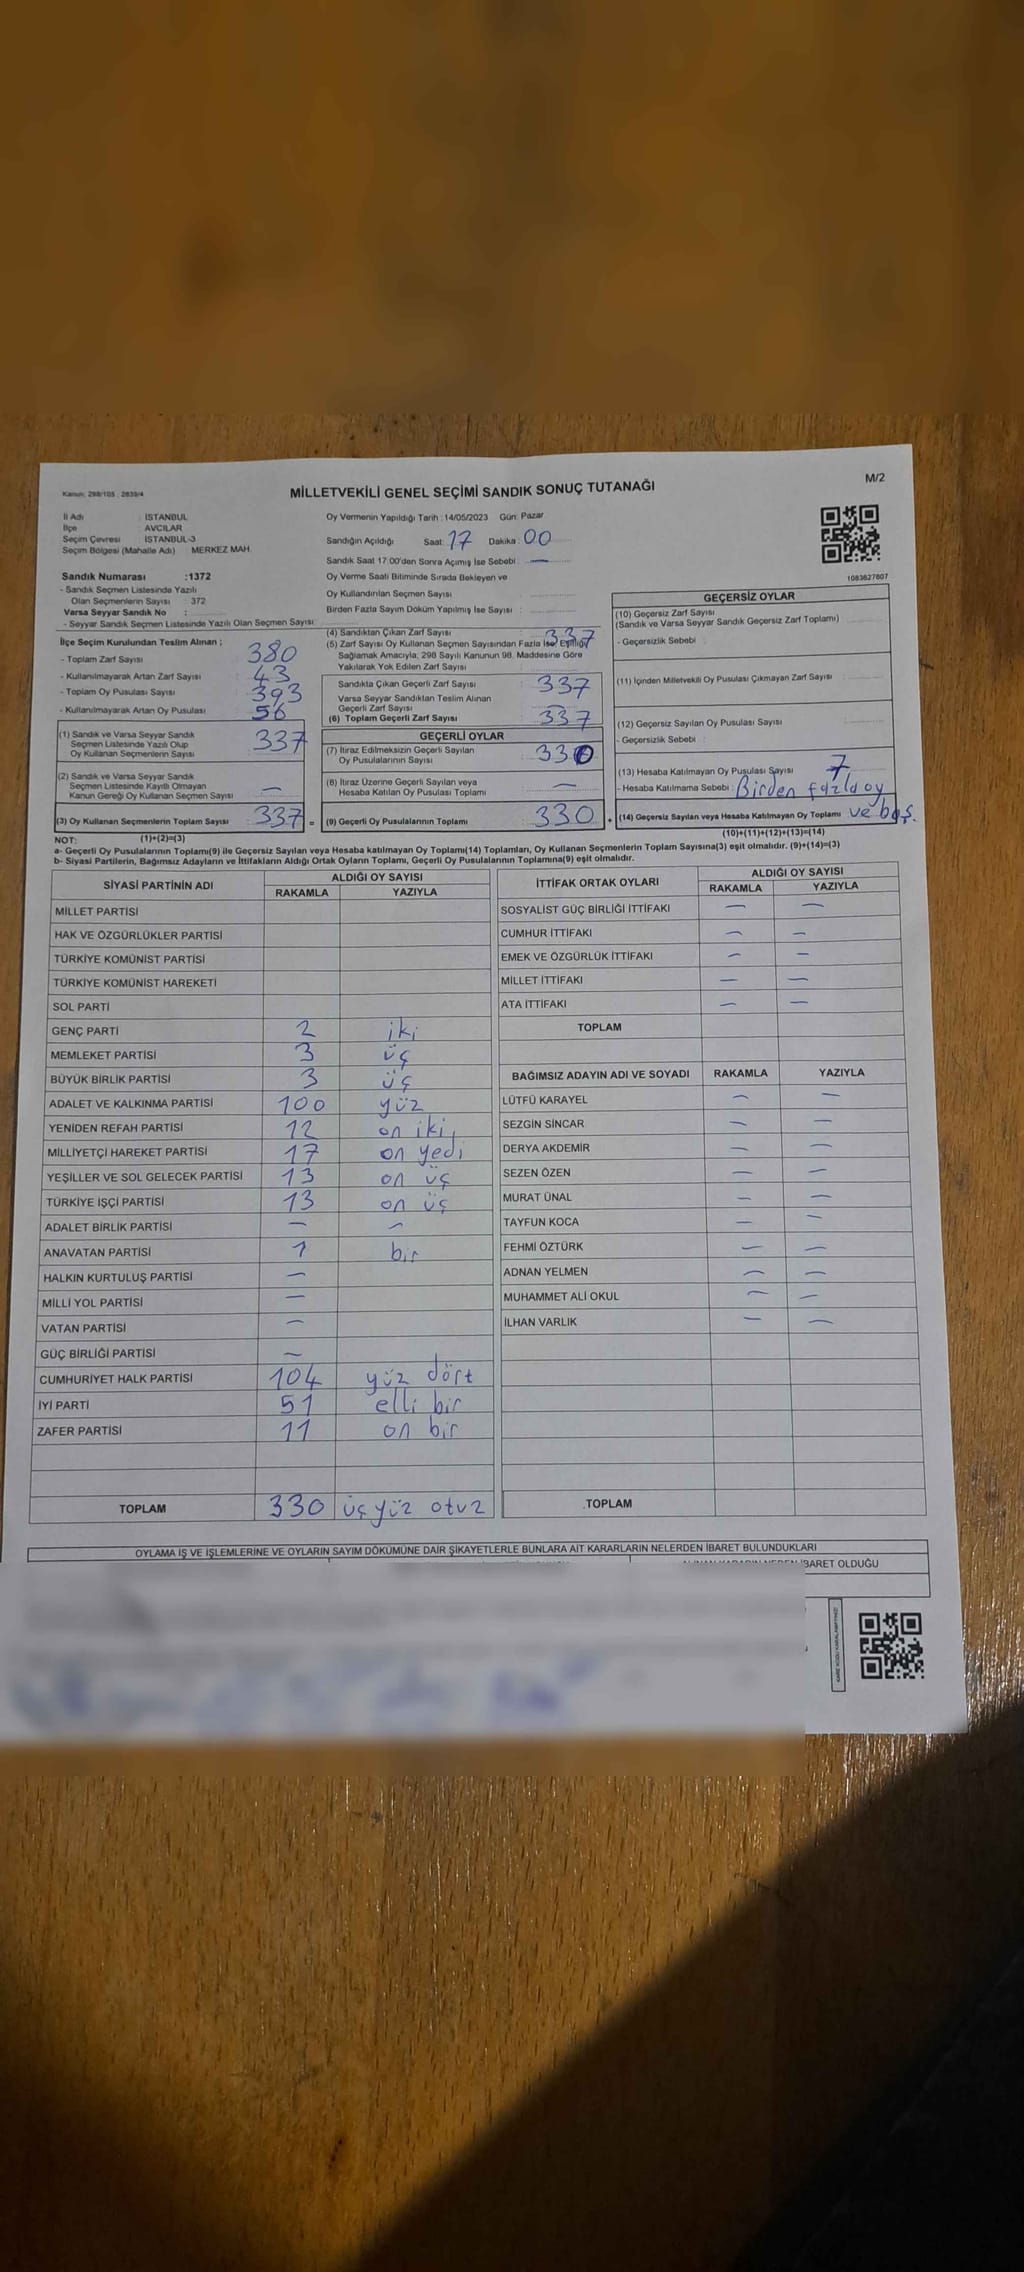 M/2
Kanun: 298/105 , 2839/4
MİLLETVEKİLİ GENEL SEÇİMİ SANDIK SONUÇ TUTANAĞI
İl Adı : İSTANBUL
İlçe : AVCILAR
Seçim Çevresi : İSTANBUL-3
Seçim Bölgesi (Mahalle Adı) MERKEZ MAH.
Sandık Numarası :1372
- Sandık Seçmen Listesinde Yazılı
Olan Seçmenlerin Sayısı : 372
Varsa Seyyar Sandık No :
- Seyyar Sandık Seçmen Listesinde Yazılı Olan Seçmen Sayısı:
Oy Vermenin Yapıldığı Tarih : 14/05/2023 Gün: Pazar
Sandığın Açıldığı Saat: 17 Dakika: 00
Sandık Saat 17:00'den Sonra Açımış İse Sebebi : —
Oy Verme Saati Bitiminde Sırada Bekleyen ve
Oy Kullandırılan Seçmen Sayısı
Birden Fazla Sayım Döküm Yapılmış İse Sayısı :
1083627807
İlçe Seçim Kurulundan Teslim Alınan ;
- Toplam Zarf Sayısı 380
- Kullanılmayarak Artan Zarf Sayısı 43
- Toplam Oy Pusulası Sayısı 393
- Kullanılmayarak Artan Oy Pusulası 56
(1) Sandık ve Varsa Seyyar Sandık
Seçmen Listesinde Yazılı Olup
Oy Kullanan Seçmenlerin Sayısı 337
(2) Sandık ve Varsa Seyyar Sandık
Seçmen Listesinde Kayıtlı Olmayan
Kanun Gereği Oy Kullanan Seçmen Sayısı —
(3) Oy Kullanan Seçmenlerin Toplam Sayısı 337 =
(4) Sandıktan Çıkan Zarf Sayısı 337
(5) Zarf Sayısı Oy Kullanan Seçmen Sayısından Fazla İse, Eşitliği
Sağlamak Amacıyla, 298 Sayılı Kanunun 98. Maddesine Göre
Yakılarak Yok Edilen Zarf Sayısı
Sandıkta Çıkan Geçerli Zarf Sayısı 337
Varsa Seyyar Sandıktan Teslim Alınan
Geçerli Zarf Sayısı —
(6) Toplam Geçerli Zarf Sayısı 337
GEÇERLİ OYLAR
(7) İtiraz Edilmeksizin Geçerli Sayılan
Oy Pusulalarının Sayısı 330
(8) İtiraz Üzerine Geçerli Sayılan veya
Hesaba Katılan Oy Pusulası Toplamı —
(9) Geçerli Oy Pusulalarının Toplamı 330 +
GEÇERSİZ OYLAR
(10) Geçersiz Zarf Sayısı
(Sandık ve Varsa Seyyar Sandık Geçersiz Zarf Toplamı)
- Geçersizlik Sebebi :
(11) İçinden Milletvekili Oy Pusulası Çıkmayan Zarf Sayısı
(12) Geçersiz Sayılan Oy Pusulası Sayısı
- Geçersizlik Sebebi :
(13) Hesaba Katılmayan Oy Pusulası Sayısı 7
- Hesaba Katılmama Sebebi : Birden fazla oy
(14) Geçersiz Sayılan veya Hesaba Katılmayan Oy Toplamı ve boş.
NOT: (1)+(2)=(3) (10)+(11)+(12)+(13)=(14)
a- Geçerli Oy Pusulalarının Toplamı(9) ile Geçersiz Sayılan veya Hesaba katılmayan Oy Toplamı(14) Toplamları, Oy Kullanan Seçmenlerin Toplam Sayısına(3) eşit olmalıdır. (9)+(14)=(3)
b- Siyasi Partilerin, Bağımsız Adayların ve İttifakların Aldığı Ortak Oyların Toplamı, Geçerli Oy Pusulalarının Toplamına(9) eşit olmalıdır.
SİYASİ PARTİNİN ADI ALDIĞI OY SAYISI
RAKAMLA YAZIYLA
MİLLET PARTİSİ
HAK VE ÖZGÜRLÜKLER PARTİSİ
TÜRKİYE KOMÜNİST PARTİSİ
TÜRKİYE KOMÜNİST HAREKETİ
SOL PARTİ
GENÇ PARTİ 2 iki
MEMLEKET PARTİSİ 3 üç
BÜYÜK BİRLİK PARTİSİ 3 üç
ADALET VE KALKINMA PARTİSİ 100 yüz
YENİDEN REFAH PARTİSİ 12 on iki
MİLLİYETÇİ HAREKET PARTİSİ 17 on yedi
YEŞİLLER VE SOL GELECEK PARTİSİ 13 on üç
TÜRKİYE İŞÇİ PARTİSİ 13 on üç
ADALET BİRLİK PARTİSİ — —
ANAVATAN PARTİSİ 1 bir
HALKIN KURTULUŞ PARTİSİ —
MİLLİ YOL PARTİSİ —
VATAN PARTİSİ —
GÜÇ BİRLİĞİ PARTİSİ —
CUMHURİYET HALK PARTİSİ 104 yüz dört
İYİ PARTİ 51 elli bir
ZAFER PARTİSİ 11 on bir
TOPLAM 330 üç yüz otuz
İTTİFAK ORTAK OYLARI ALDIĞI OY SAYISI
RAKAMLA YAZIYLA
SOSYALİST GÜÇ BİRLİĞİ İTTİFAKI — —
CUMHUR İTTİFAKI — —
EMEK VE ÖZGÜRLÜK İTTİFAKI — —
MİLLET İTTİFAKI — —
ATA İTTİFAKI — —
TOPLAM
BAĞIMSIZ ADAYIN ADI VE SOYADI RAKAMLA YAZIYLA
LÜTFÜ KARAYEL — —
SEZGİN SİNCAR — —
DERYA AKDEMİR — —
SEZEN ÖZEN — —
MURAT ÜNAL — —
TAYFUN KOCA — —
FEHMİ ÖZTÜRK — —
ADNAN YELMEN — —
MUHAMMET ALİ OKUL — —
İLHAN VARLIK — —
TOPLAM
OYLAMA İŞ VE İŞLEMLERİNE VE OYLARIN SAYIM DÖKÜMÜNE DAİR ŞİKAYETLERLE BUNLARA AİT KARARLARIN NELERDEN İBARET BULUNDUKLARI
İBARET OLDUĞU